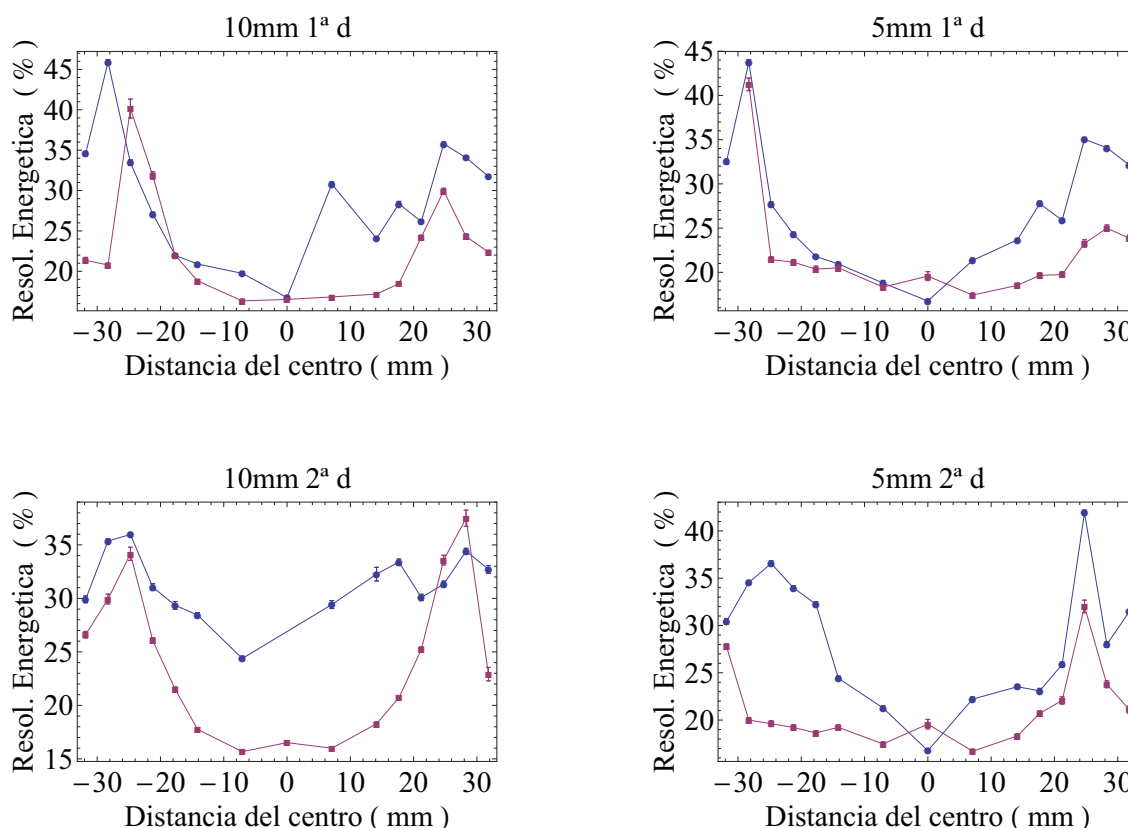 10mm 1ª d
Resol. Energetica ( % )
45
40
35
30
25
20
−30 −20 −10 0 10 20 30
Distancia del centro ( mm )
5mm 1ª d
Resol. Energetica ( % )
45
40
35
30
25
20
−30 −20 −10 0 10 20 30
Distancia del centro ( mm )
10mm 2ª d
Resol. Energetica ( % )
35
30
25
20
15
−30 −20 −10 0 10 20 30
Distancia del centro ( mm )
5mm 2ª d
Resol. Energetica ( % )
40
35
30
25
20
−30 −20 −10 0 10 20 30
Distancia del centro ( mm )